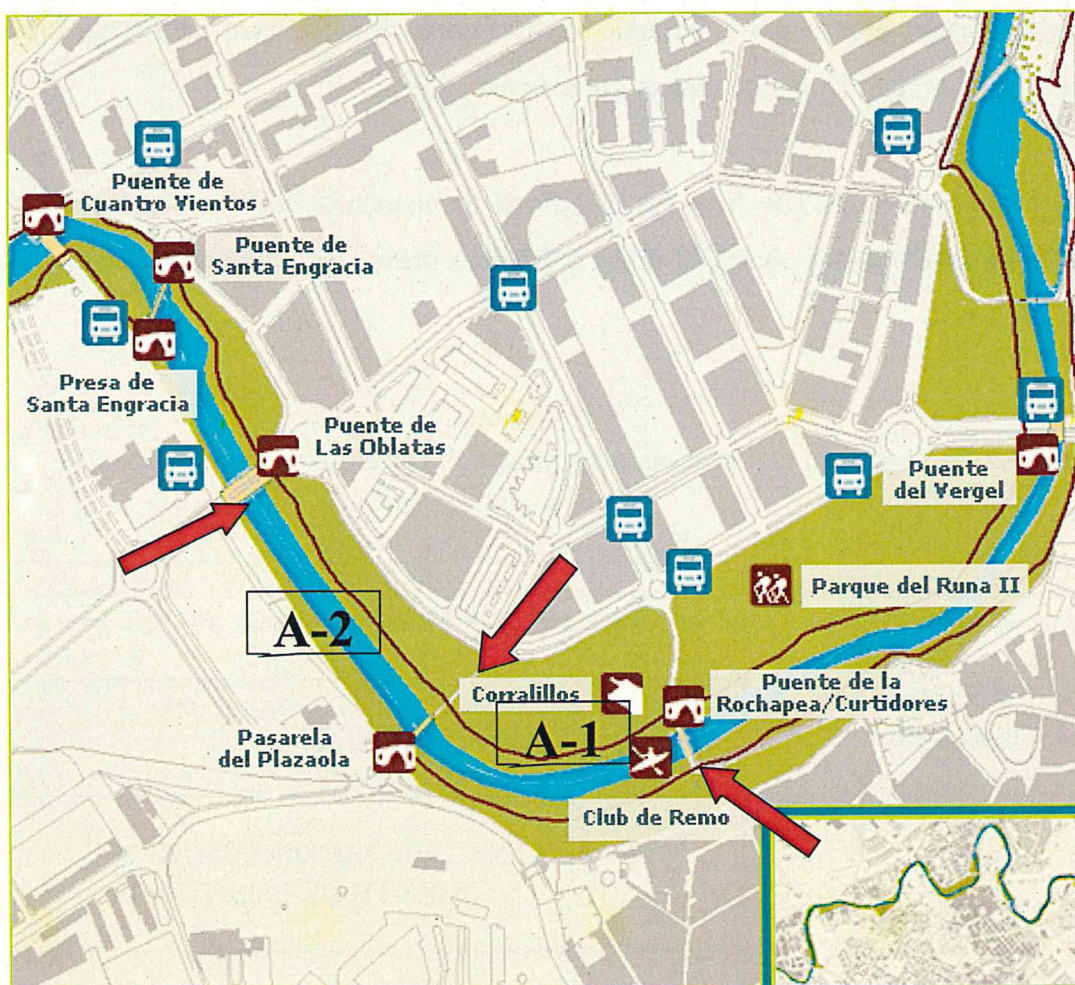 Puente de
Cuantro Vientos
Puente de
Santa Engracia
Presa de
Santa Engracia
Puente de
Las Oblatas
Puente
del Vergel
Parque del Runa II
A-2
Corralillos
Puente de la
Rochapea/Curtidores
A-1
Pasarela
del Plazaola
Club de Remo